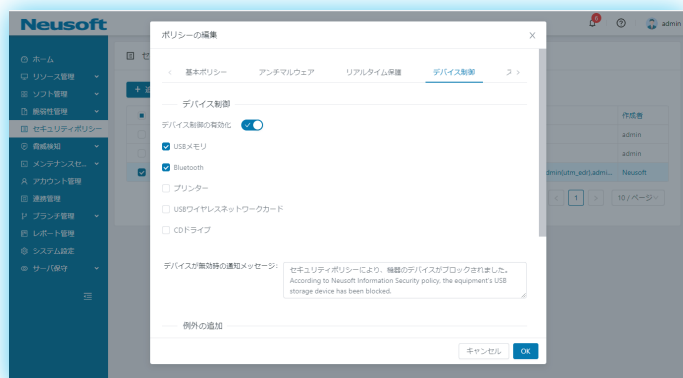 Neusoft
6
admin
ホーム
リソース管理
ソフト管理
脆弱性管理
セキュリティポリシー
脅威検知
メンテナンスセ...
アカウント管理
連携管理
ブランチ管理
レポート管理
システム設定
サーバ保守
セ
+ 追
ポリシーの編集
基本ポリシー アンチマルウェア リアルタイム保護 デバイス制御
デバイス制御
デバイス制御の有効化
USBメモリ
Bluetooth
プリンター
USBワイヤレスネットワークカード
CDドライブ
デバイスが無効時の通知メッセージ:
セキュリティポリシーにより、機器のデバイスがブロックされました。
According to Neusoft Information Security policy, the equipment's USB
storage device has been blocked.
例外の追加
キャンセル OK
作成者
admin
admin
dmin(utm_edr),admi... Neusoft
1 10 / ページ